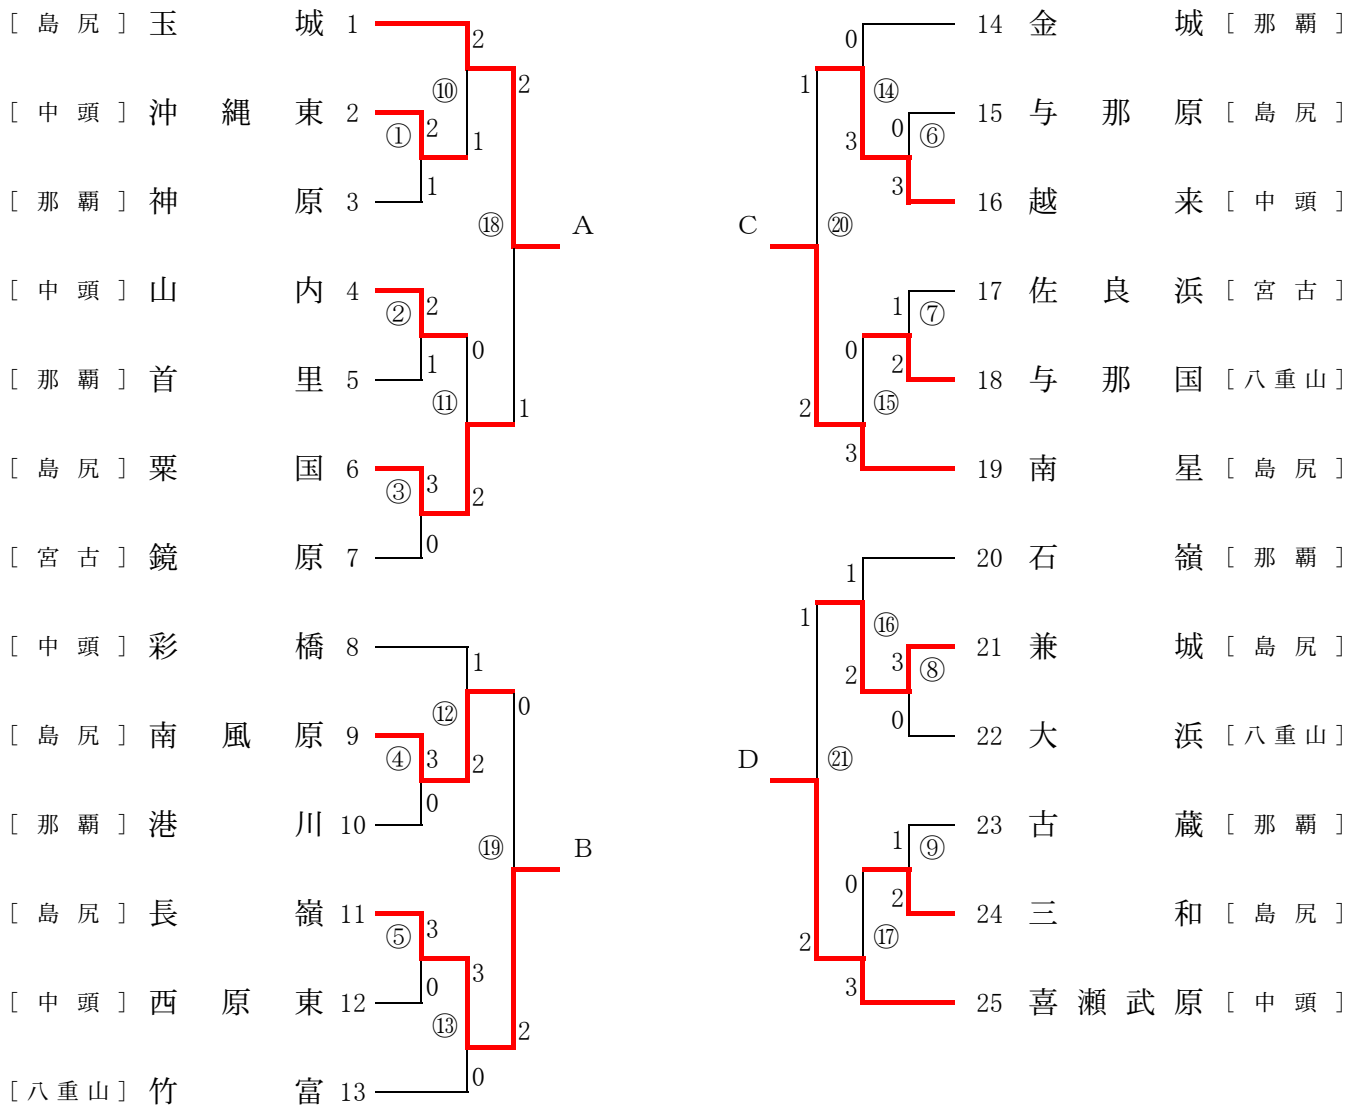 [島尻] 玉城 1
2
⑩
2
[中頭] 沖縄東 2
① 2
1
1
[那覇] 神原 3
⑱ A
[中頭] 山内 4
② 2
0
1
[那覇] 首里 5
⑪
1
[島尻] 粟国 6
③ 3
2
0
[宮古] 鏡原 7
[中頭] 彩橋 8
1
⑫
0
[島尻] 南風原 9
④ 3
2
0
[那覇] 港川 10
⑲ B
[島尻] 長嶺 11
⑤ 3
3
0
[中頭] 西原東 12
⑬
2
0
[八重山] 竹富 13
14 金城 [那覇]
0
1
⑭
15 与那原 [島尻]
0 ⑥
3
3
16 越来 [中頭]
C ⑳
17 佐良浜 [宮古]
1 ⑦
0
2
18 与那国 [八重山]
2
⑮
3
19 南星 [島尻]
20 石嶺 [那覇]
1
1
⑯
21 兼城 [島尻]
3 ⑧
2
0
22 大浜 [八重山]
D ㉑
23 古蔵 [那覇]
1 ⑨
0
2
24 三和 [島尻]
2
⑰
3
25 喜瀬武原 [中頭]